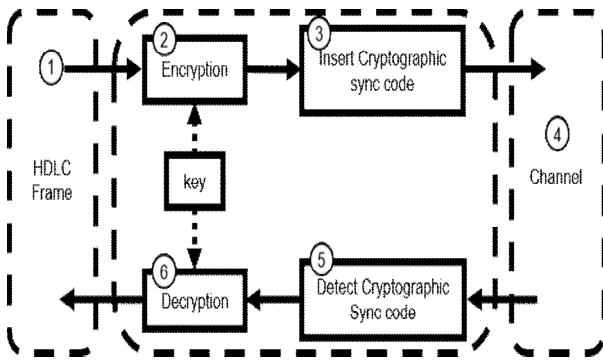 1
2
Encryption
3
Insert Cryptographic
sync code
4
Channel
HDLC
Frame
key
6
Decryption
5
Detect Cryptographic
Sync code